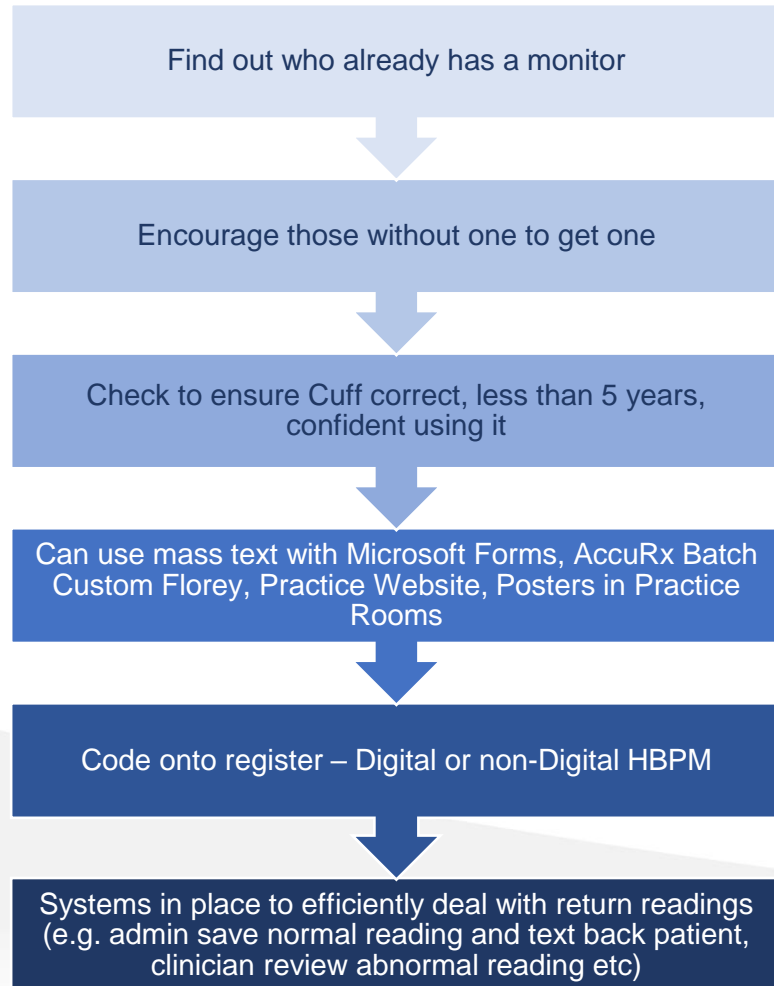 Find out who already has a monitor
Encourage those without one to get one
Check to ensure Cuff correct, less than 5 years,
confident using it
Can use mass text with Microsoft Forms, AccuRx Batch
Custom Florey, Practice Website, Posters in Practice
Rooms
Code onto register – Digital or non-Digital HBPM
Systems in place to efficiently deal with return readings
(e.g. admin save normal reading and text back patient,
clinician review abnormal reading etc)